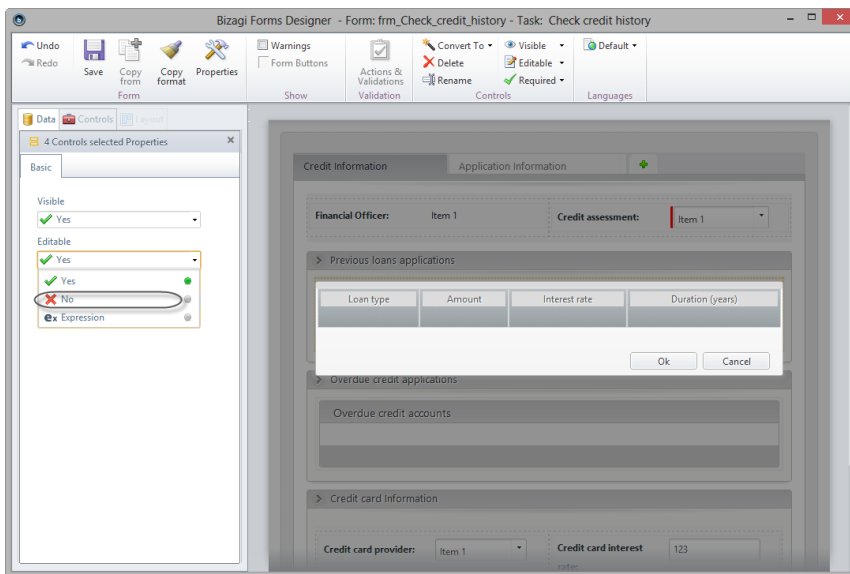 Bizagi Forms Designer - Form: frm_Check_credit_history - Task: Check credit history
Undo
Redo
Save
Copy from
Copy format
Properties
Form
Warnings
Form Buttons
Show
Actions & Validations
Validation
Convert To
Delete
Rename
Visible
Editable
Required
Controls
Default
Languages
Data Controls Layout
4 Controls selected Properties
Basic
Visible
Yes
Editable
Yes
Yes
No
ex Expression
Credit Information Application Information
Financial Officer: Item 1 Credit assessment: Item 1
Previous loans applications
Loan type Amount Interest rate Duration (years)
Ok Cancel
Overdue credit applications
Overdue credit accounts
Credit card information
Credit card provider: Item 1 Credit card interest 123
rates